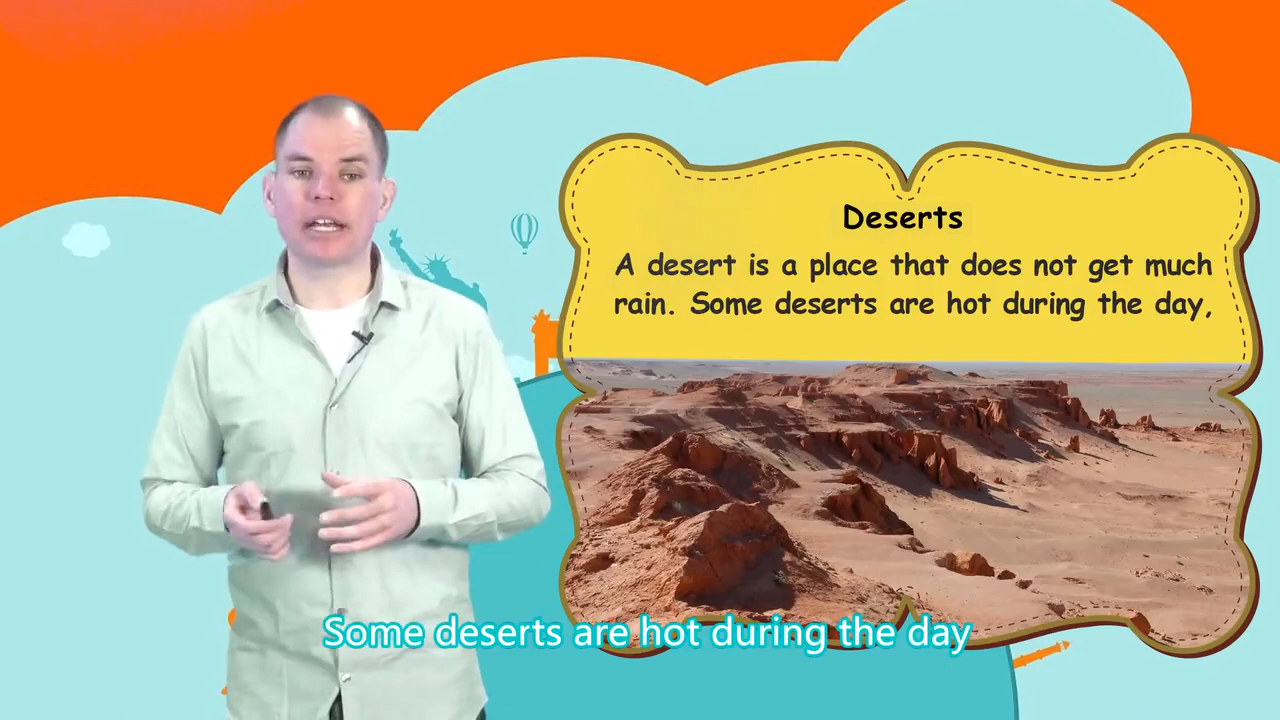 Deserts
A desert is a place that does not get much
rain. Some deserts are hot during the day,
Some deserts are hot during the day